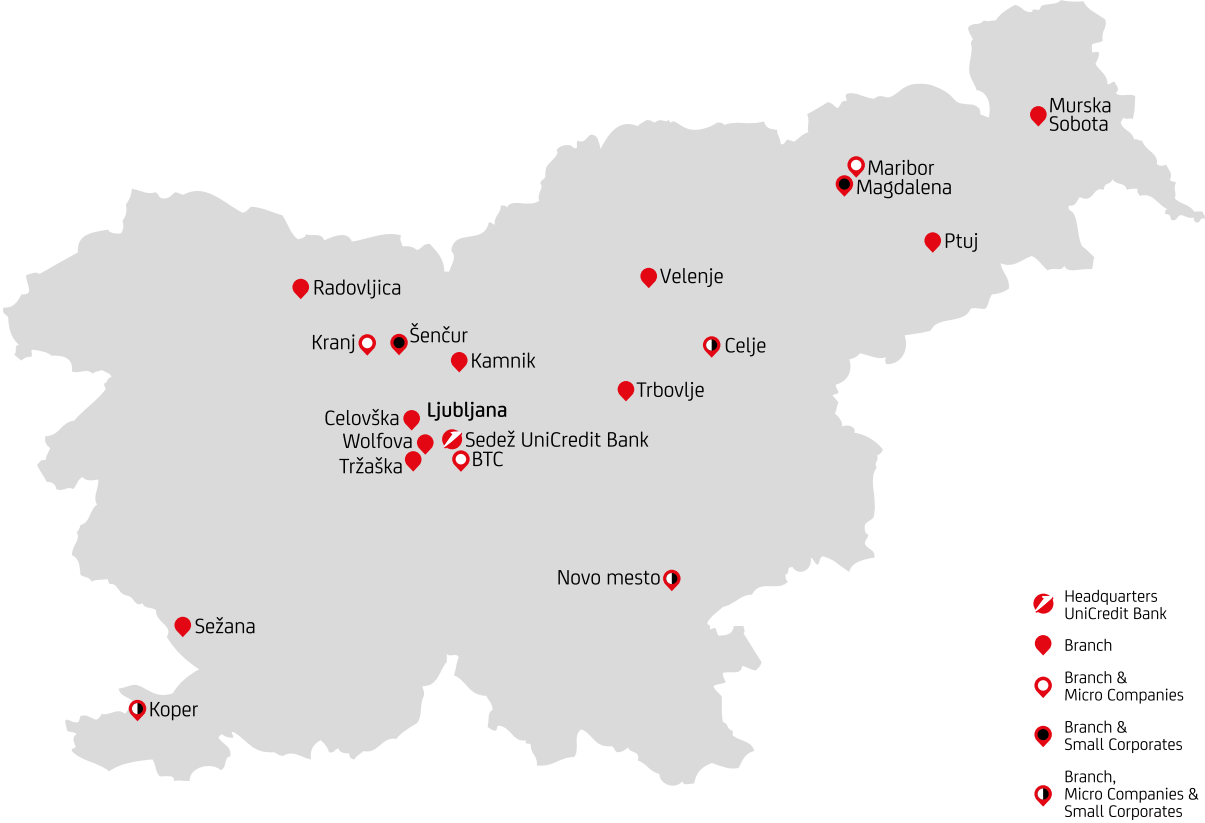 Murska
Sobota
Maribor
Magdalena
Ptuj
Velenje
Radovljica
Šenčur
Kranj
Celje
Kamnik
Trbovlje
Ljubljana
Celovška
Sedež UniCredit Bank
Wolfova
BTC
Tržaška
Novo mesto
Sežana
Koper
Headquarters
UniCredit Bank
Branch
Branch &
Micro Companies
Branch &
Small Corporates
Branch,
Micro Companies &
Small Corporates